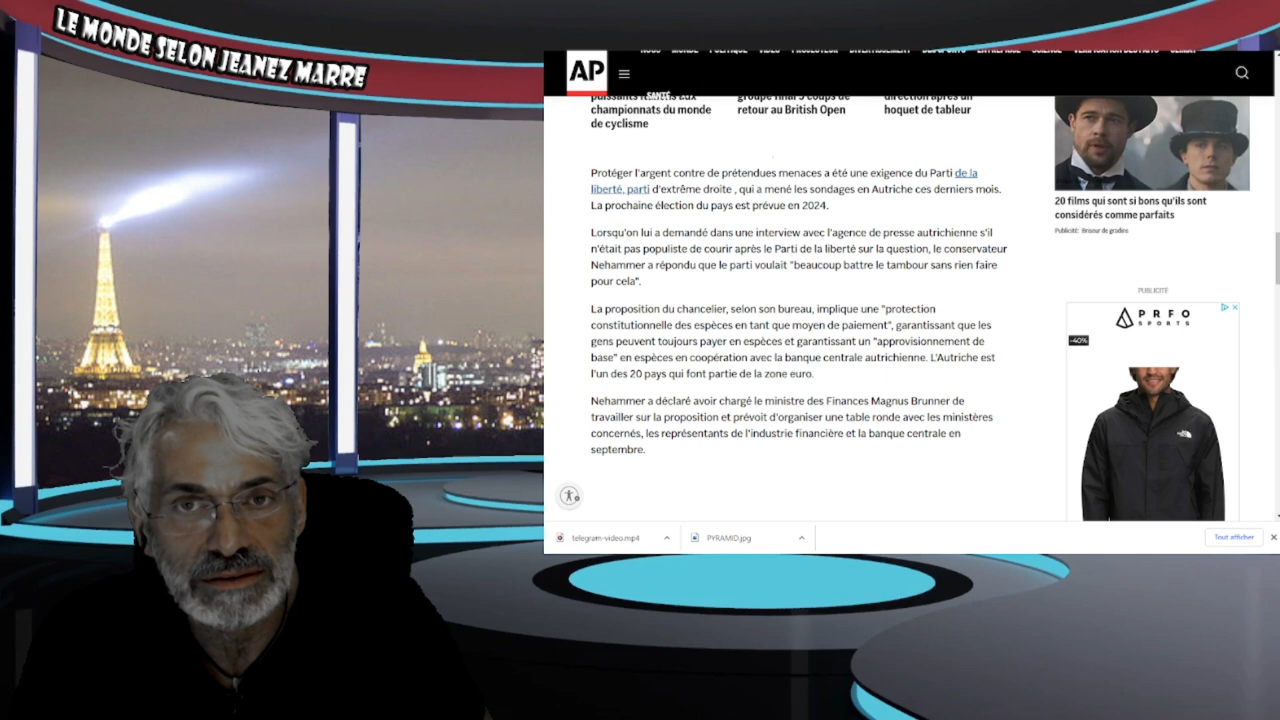 LE MONDE SELON JEANEZ MARRE
AP
SANTÉ
championnats du monde
de cyclisme
groupe final 5 coups de
retour au British Open
direction après un
hoquet de tableur
Protéger l'argent contre de prétendues menaces a été une exigence du Parti de la
liberté, parti d'extrême droite , qui a mené les sondages en Autriche ces derniers mois.
La prochaine élection du pays est prévue en 2024.
Lorsqu'on lui a demandé dans une interview avec l'agence de presse autrichienne s'il
n'était pas populiste de courir après le Parti de la liberté sur la question, le conservateur
Nehammer a répondu que le parti voulait "beaucoup battre le tambour sans rien faire
pour cela".
La proposition du chancelier, selon son bureau, implique une "protection
constitutionnelle des espèces en tant que moyen de paiement", garantissant que les
gens peuvent toujours payer en espèces et garantissant un "approvisionnement de
base" en espèces en coopération avec la banque centrale autrichienne. L'Autriche est
l'un des 20 pays qui font partie de la zone euro.
Nehammer a déclaré avoir chargé le ministre des Finances Magnus Brunner de
travailler sur la proposition et prévoit d'organiser une table ronde avec les ministères
concernés, les représentants de l'industrie financière et la banque centrale en
septembre.
20 films qui sont si bons qu'ils sont
considérés comme parfaits
Publicité: Briseur de gradins
PUBLICITÉ
PRFO
SPORTS
-40%
telegram-video.mp4
PYRAMID.jpg
Tout afficher